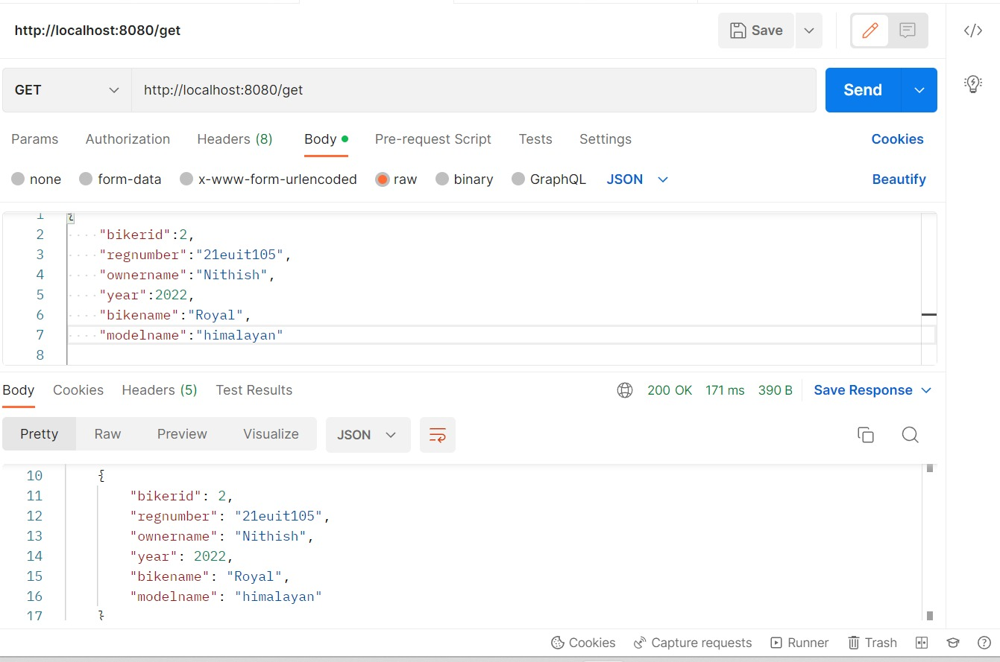 http://localhost:8080/get
Save
GET
http://localhost:8080/get
Send
Params Authorization Headers (8) Body Pre-request Script Tests Settings Cookies
none form-data x-www-form-urlencoded raw binary GraphQL JSON Beautify
1 {
2 "bikerid":2,
3 "regnumber":"21euit105",
4 "ownername":"Nithish",
5 "year":2022,
6 "bikename":"Royal",
7 "modelname":"himalayan"
8
Body Cookies Headers (5) Test Results 200 OK 171 ms 390 B Save Response
Pretty Raw Preview Visualize JSON
10 {
11 "bikerid": 2,
12 "regnumber": "21euit105",
13 "ownername": "Nithish",
14 "year": 2022,
15 "bikename": "Royal",
16 "modelname": "himalayan"
17 }
Cookies Capture requests Runner Trash